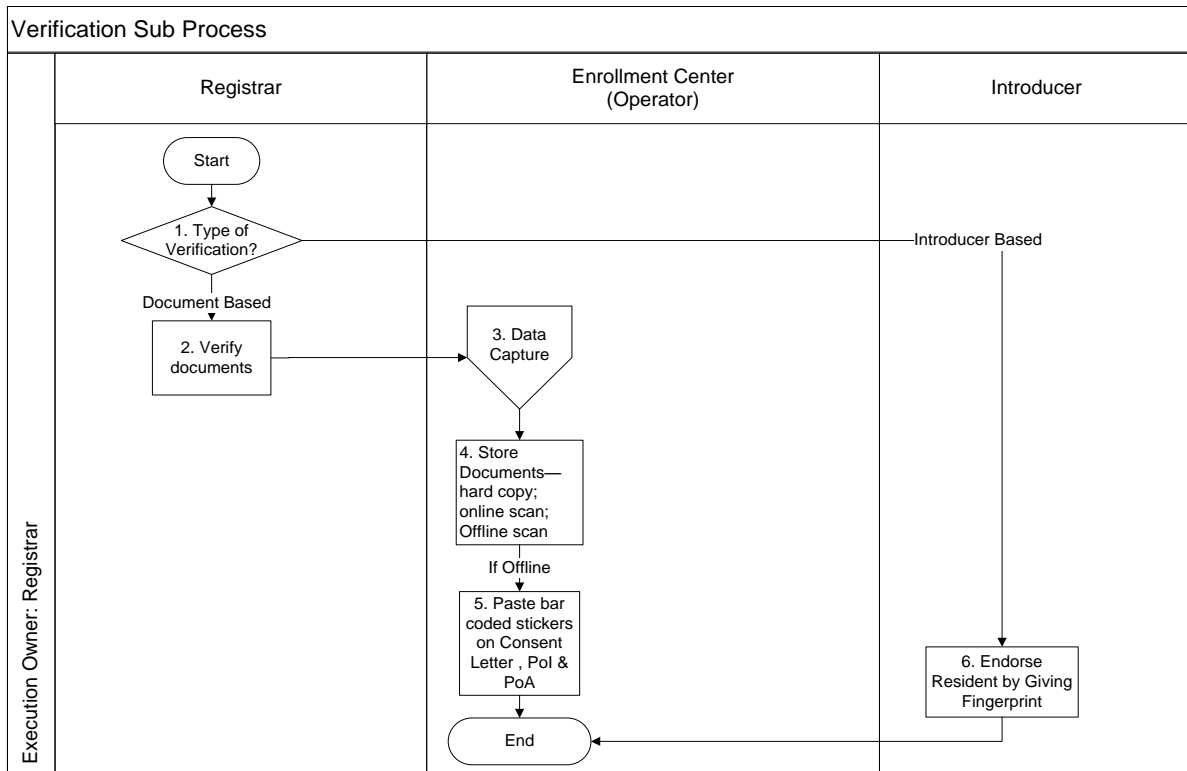 Verification Sub Process
Registrar
Enrollment Center
(Operator)
Introducer
Execution Owner: Registrar
Start
1. Type of
Verification?
Introducer Based
Document Based
2. Verify
documents
3. Data
Capture
4. Store
Documents—
hard copy;
online scan;
Offline scan
If Offline
5. Paste bar
coded stickers
on Consent
Letter , PoI &
PoA
6. Endorse
Resident by Giving
Fingerprint
End